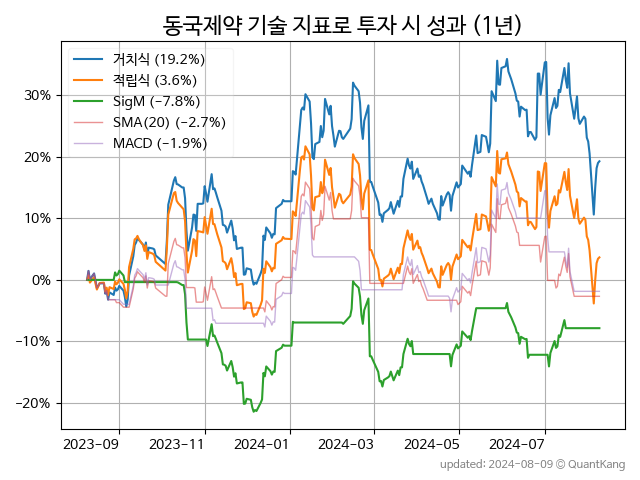 동국제약 기술 지표로 투자 시 성과 (1년)
거치식 (19.2%)
적립식 (3.6%)
SigM (−7.8%)
SMA(20) (−2.7%)
MACD (−1.9%)
30%
20%
10%
0%
−10%
−20%
2023-09 2023-11 2024-01 2024-03 2024-05 2024-07
updated: 2024-08-09 © QuantKang